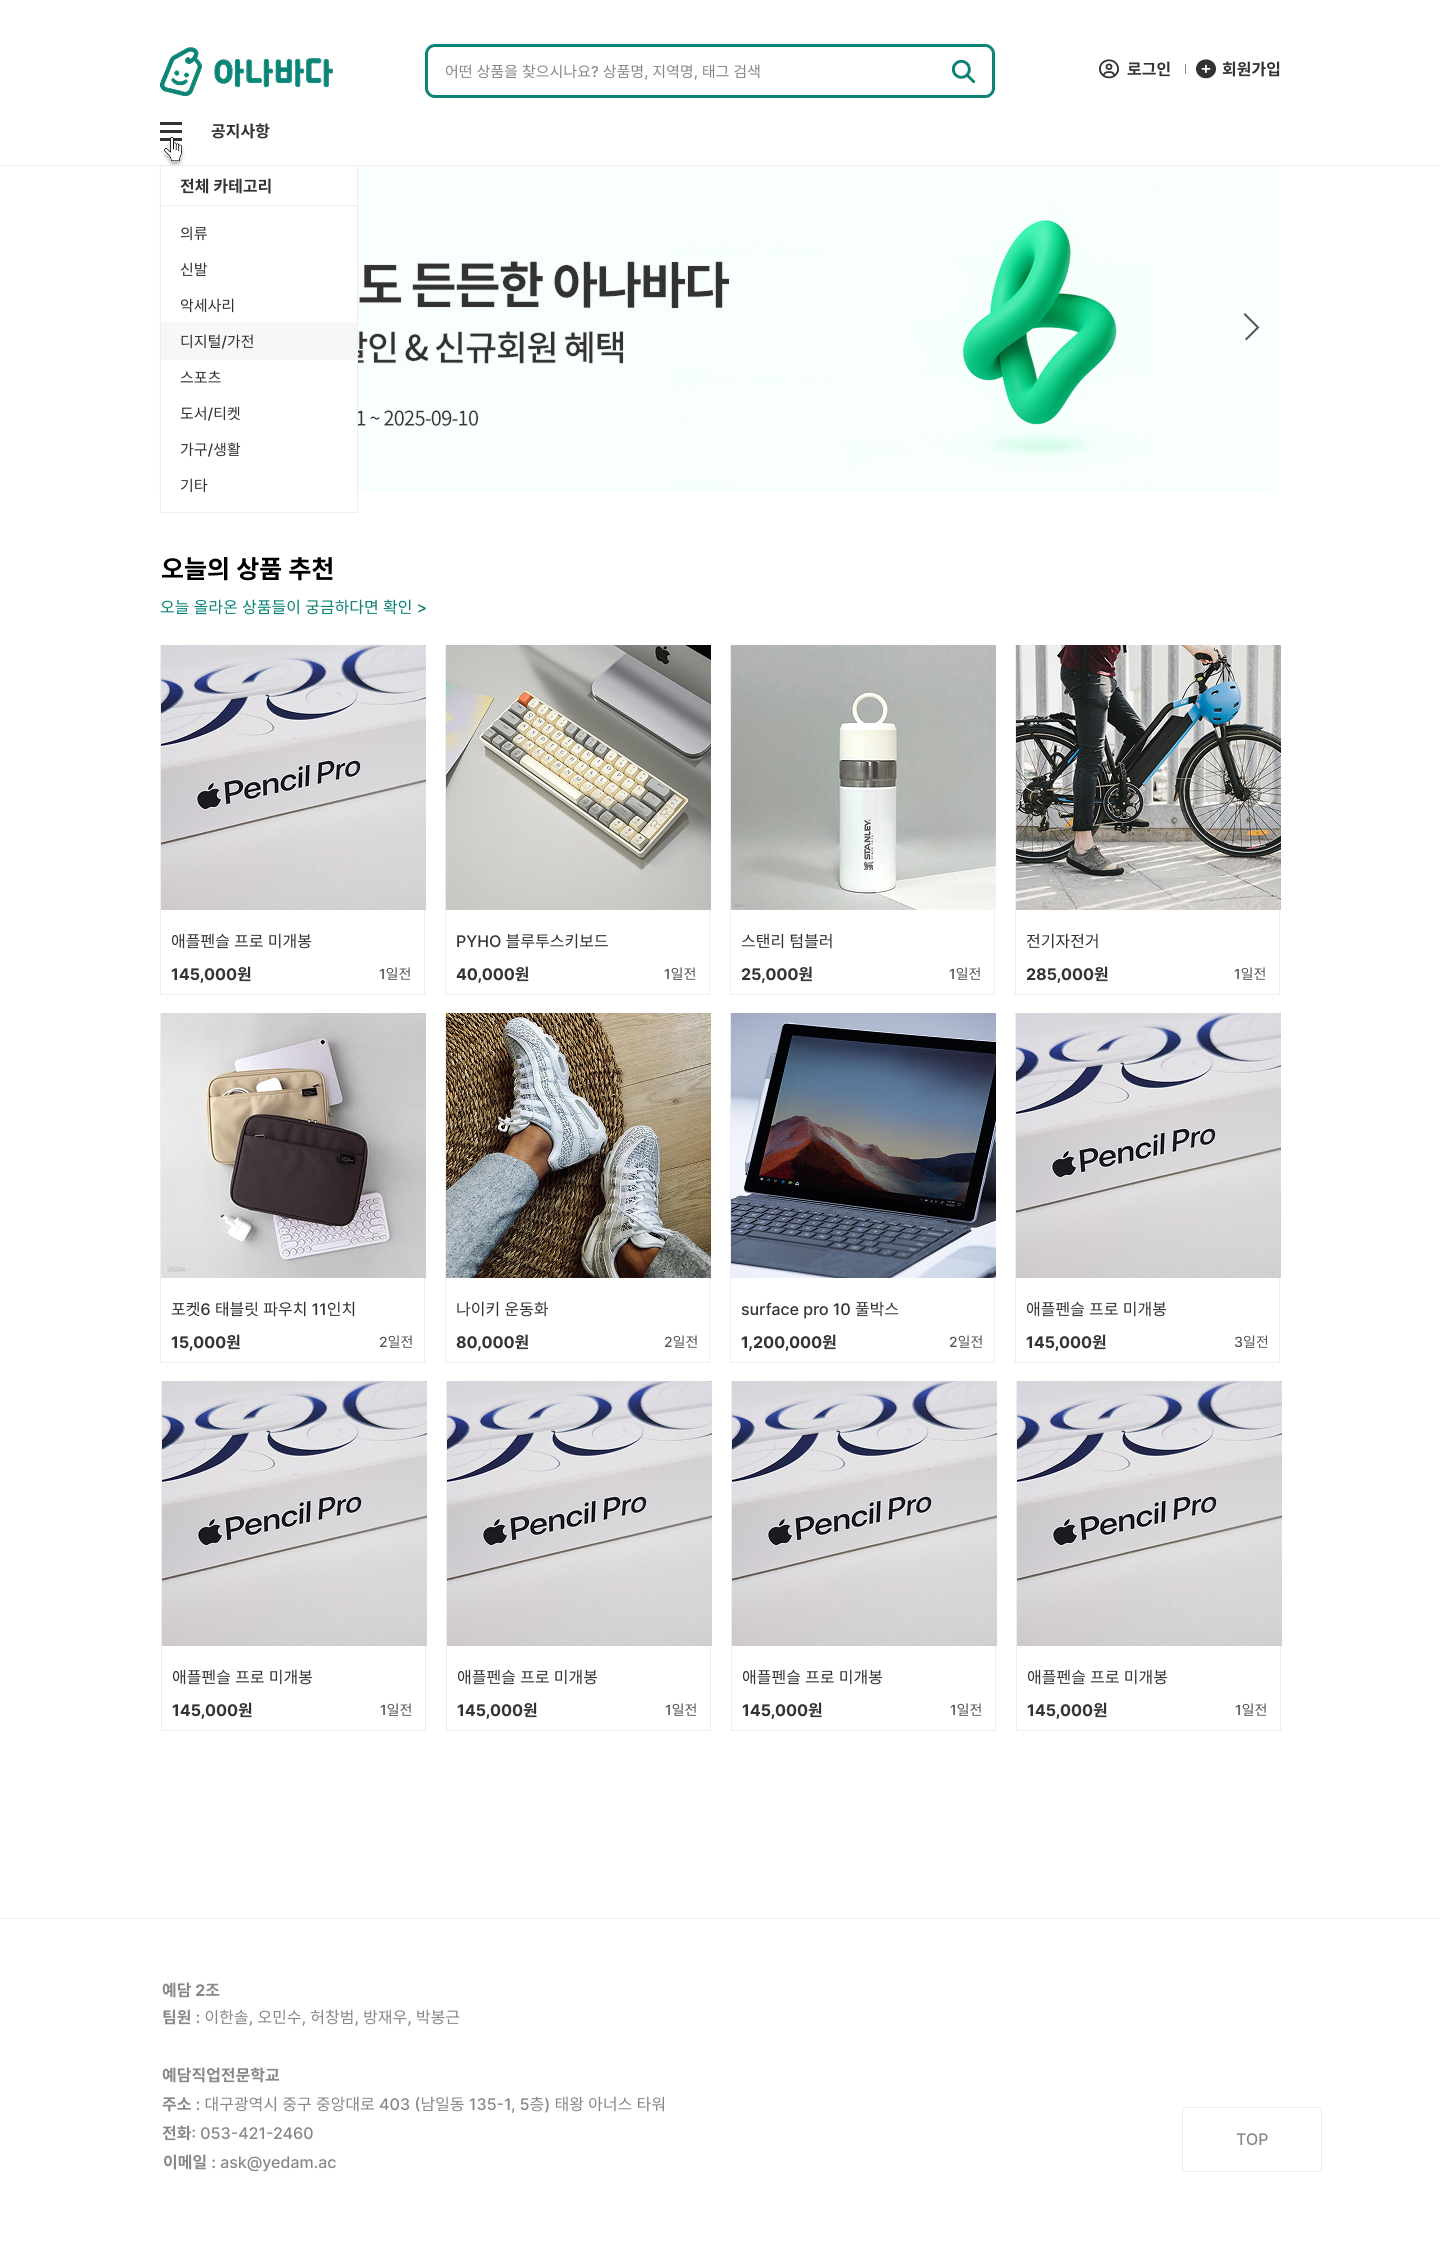 아나바다
어떤 상품을 찾으시나요? 상품명, 지역명, 태그 검색
로그인
회원가입
공지사항
전체 카테고리
의류
신발
악세사리
디지털/가전
스포츠
도서/티켓
가구/생활
기타
도 든든한 아나바다
할인 & 신규회원 혜택
1 ~ 2025-09-10
오늘의 상품 추천
오늘 올라온 상품들이 궁금하다면 확인 >
Pencil Pro
STANLEY
애플펜슬 프로 미개봉
145,000원 1일전
PYHO 블루투스키보드
40,000원 1일전
스탠리 텀블러
25,000원 1일전
전기자전거
285,000원 1일전
Pencil Pro
포켓6 태블릿 파우치 11인치
15,000원 2일전
나이키 운동화
80,000원 2일전
surface pro 10 풀박스
1,200,000원 2일전
애플펜슬 프로 미개봉
145,000원 3일전
Pencil Pro
Pencil Pro
Pencil Pro
Pencil Pro
애플펜슬 프로 미개봉
145,000원 1일전
애플펜슬 프로 미개봉
145,000원 1일전
애플펜슬 프로 미개봉
145,000원 1일전
애플펜슬 프로 미개봉
145,000원 1일전
예담 2조
팀원 : 이한솔, 오민수, 허창범, 방재우, 박봉근
예담직업전문학교
주소 : 대구광역시 중구 중앙대로 403 (남일동 135-1, 5층) 태왕 아너스 타워
전화: 053-421-2460
이메일 : ask@yedam.ac
TOP